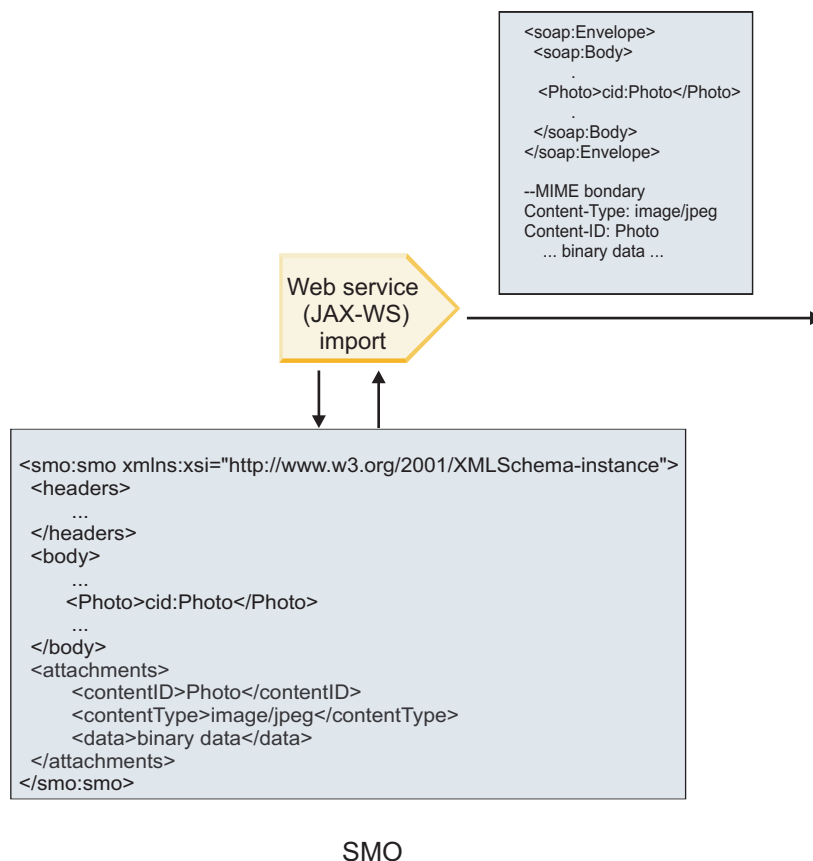 <soap:Envelope>
<soap:Body>
.
<Photo>cid:Photo</Photo>
.
</soap:Body>
</soap:Envelope>
--MIME bondary
Content-Type: image/jpeg
Content-ID: Photo
... binary data ...
Web service
(JAX-WS)
import
<smo:smo xmlns:xsi="http://www.w3.org/2001/XMLSchema-instance">
<headers>
...
</headers>
<body>
...
<Photo>cid:Photo</Photo>
...
</body>
<attachments>
<contentID>Photo</contentID>
<contentType>image/jpeg</contentType>
<data>binary data</data>
</attachments>
</smo:smo>
SMO